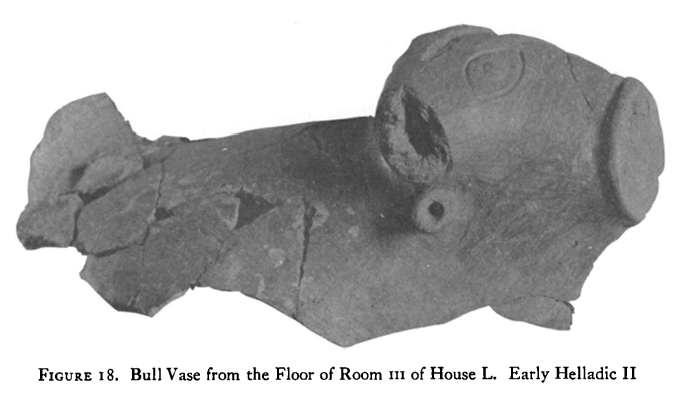 FIGURE 18. Bull Vase from the Floor of Room III of House L. Early Helladic II